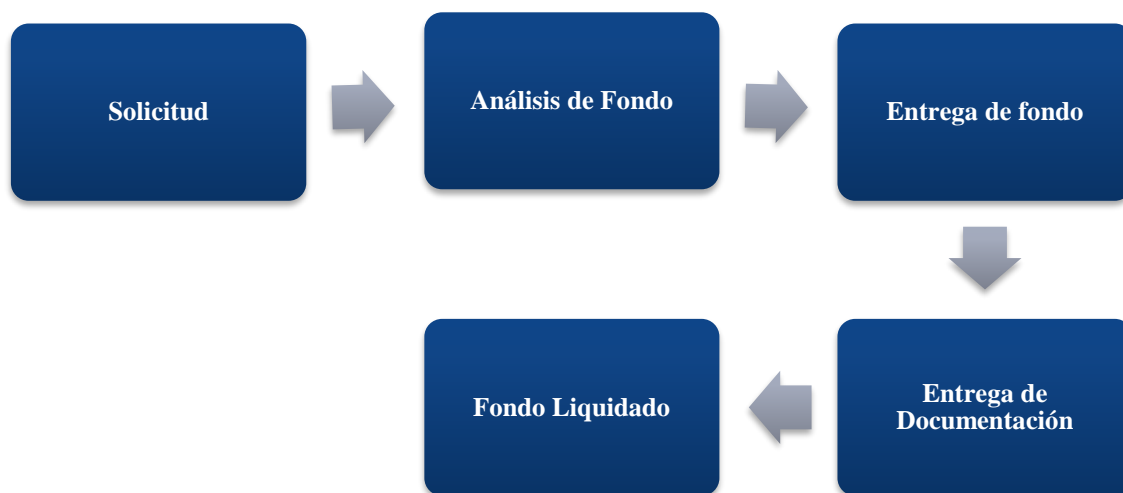 Solicitud
Análisis de Fondo
Entrega de fondo
Entrega de
Documentación
Fondo Liquidado